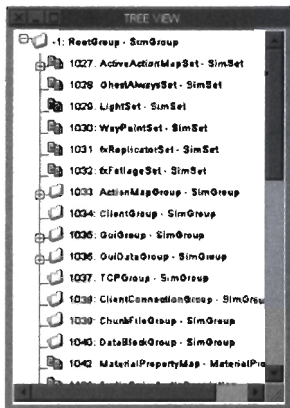 TREE VIEW
-1: RootGroup - SimGroup
1027: ActiveActionMapSet - SimSet
1028: GhostAlwaysSet - SimSet
1029: LightSet - SimSet
1030: WayPointSet - SimSet
1031: fxReplicatorSet - SimSet
1032: fxFoliageSet - SimSet
1033: ActionMapGroup - SimGroup
1034: ClientGroup - SimGroup
1035: GuiGroup - SimGroup
1036: GuiDataGroup - SimGroup
1037: TCPGroup - SimGroup
1038: ClientConnectionGroup - SimGrou
1039: ChunkFileGroup - SimGroup
1040: DataBlockGroup - SimGroup
1042: MaterialPropertyMap - MaterialPro